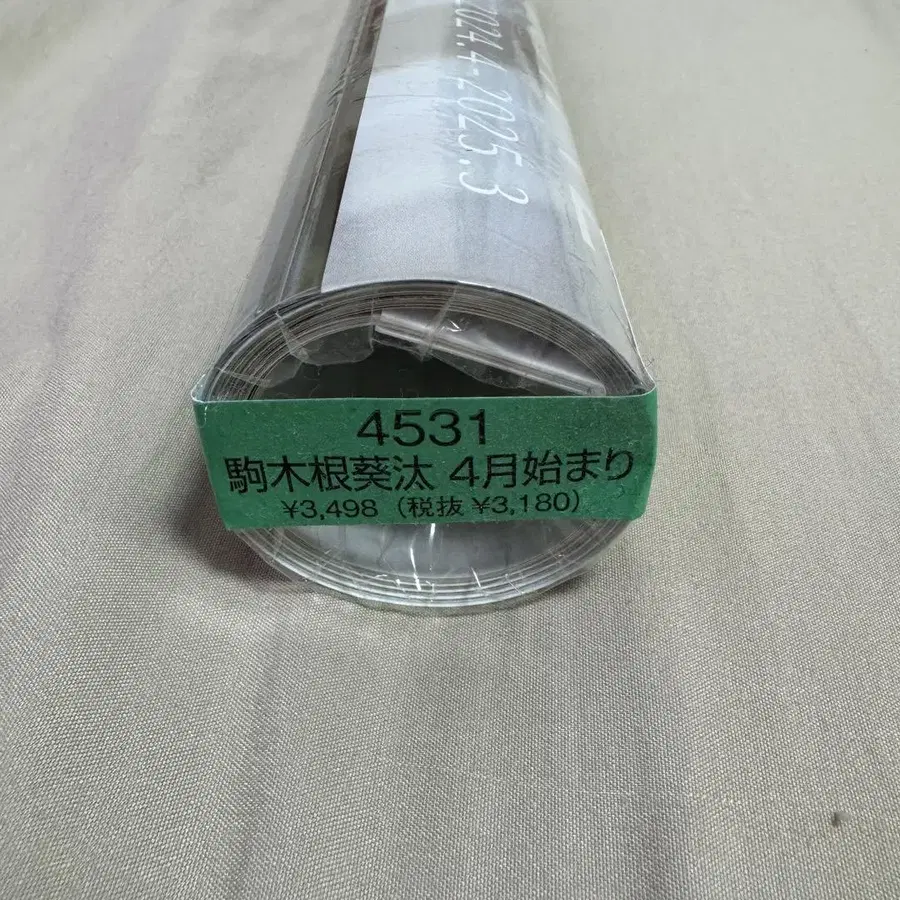 2024.4-2025.3
4531
駒木根葵汰 4月始まり
¥3,498（税抜 ¥3,180）